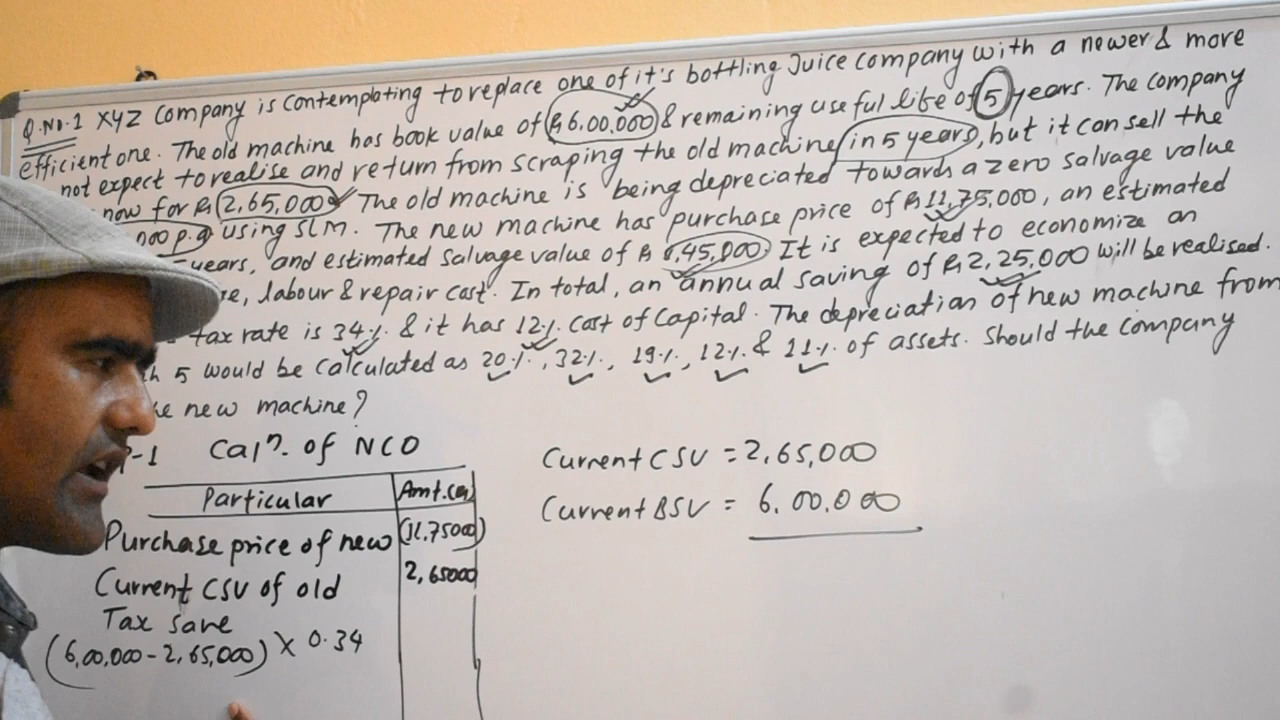 Q.No.1 XYZ Company is Contemplating to replace one of it's bottling Juice company with a newer & more
efficient one. The old machine has book value of Rs 6,00,000 & remaining useful life of 5 years. The Company
not expect to realise and return from scraping the old machine in 5 years, but it can sell the
now for Rs 2,65,000. The old machine is being depreciated towards a zero salvage value
000 p.a using SLM. The new machine has purchase price of Rs 11,75,000, an estimated
years, and estimated salvage value of Rs ,45,000 It is expected to economize on
labour & repair cost. In total, an annual saving of Rs 2,25,000 will be realised.
tax rate is 34%. & it has 12%. Cost of Capital. The depreciation of new machine from
5 would be calculated as 20%, 32%, 19%, 12% & 11% of assets. Should the Company
new machine?
-1 Caln. of NCO
Particular Amt.(Rs)
Purchase price of new (11,75000)
Current CSV of old 2,65000
Tax save
(6,00,000-2,65,000) X 0.34
Current CSV = 2,65,000
Current BSV = 6,00,000